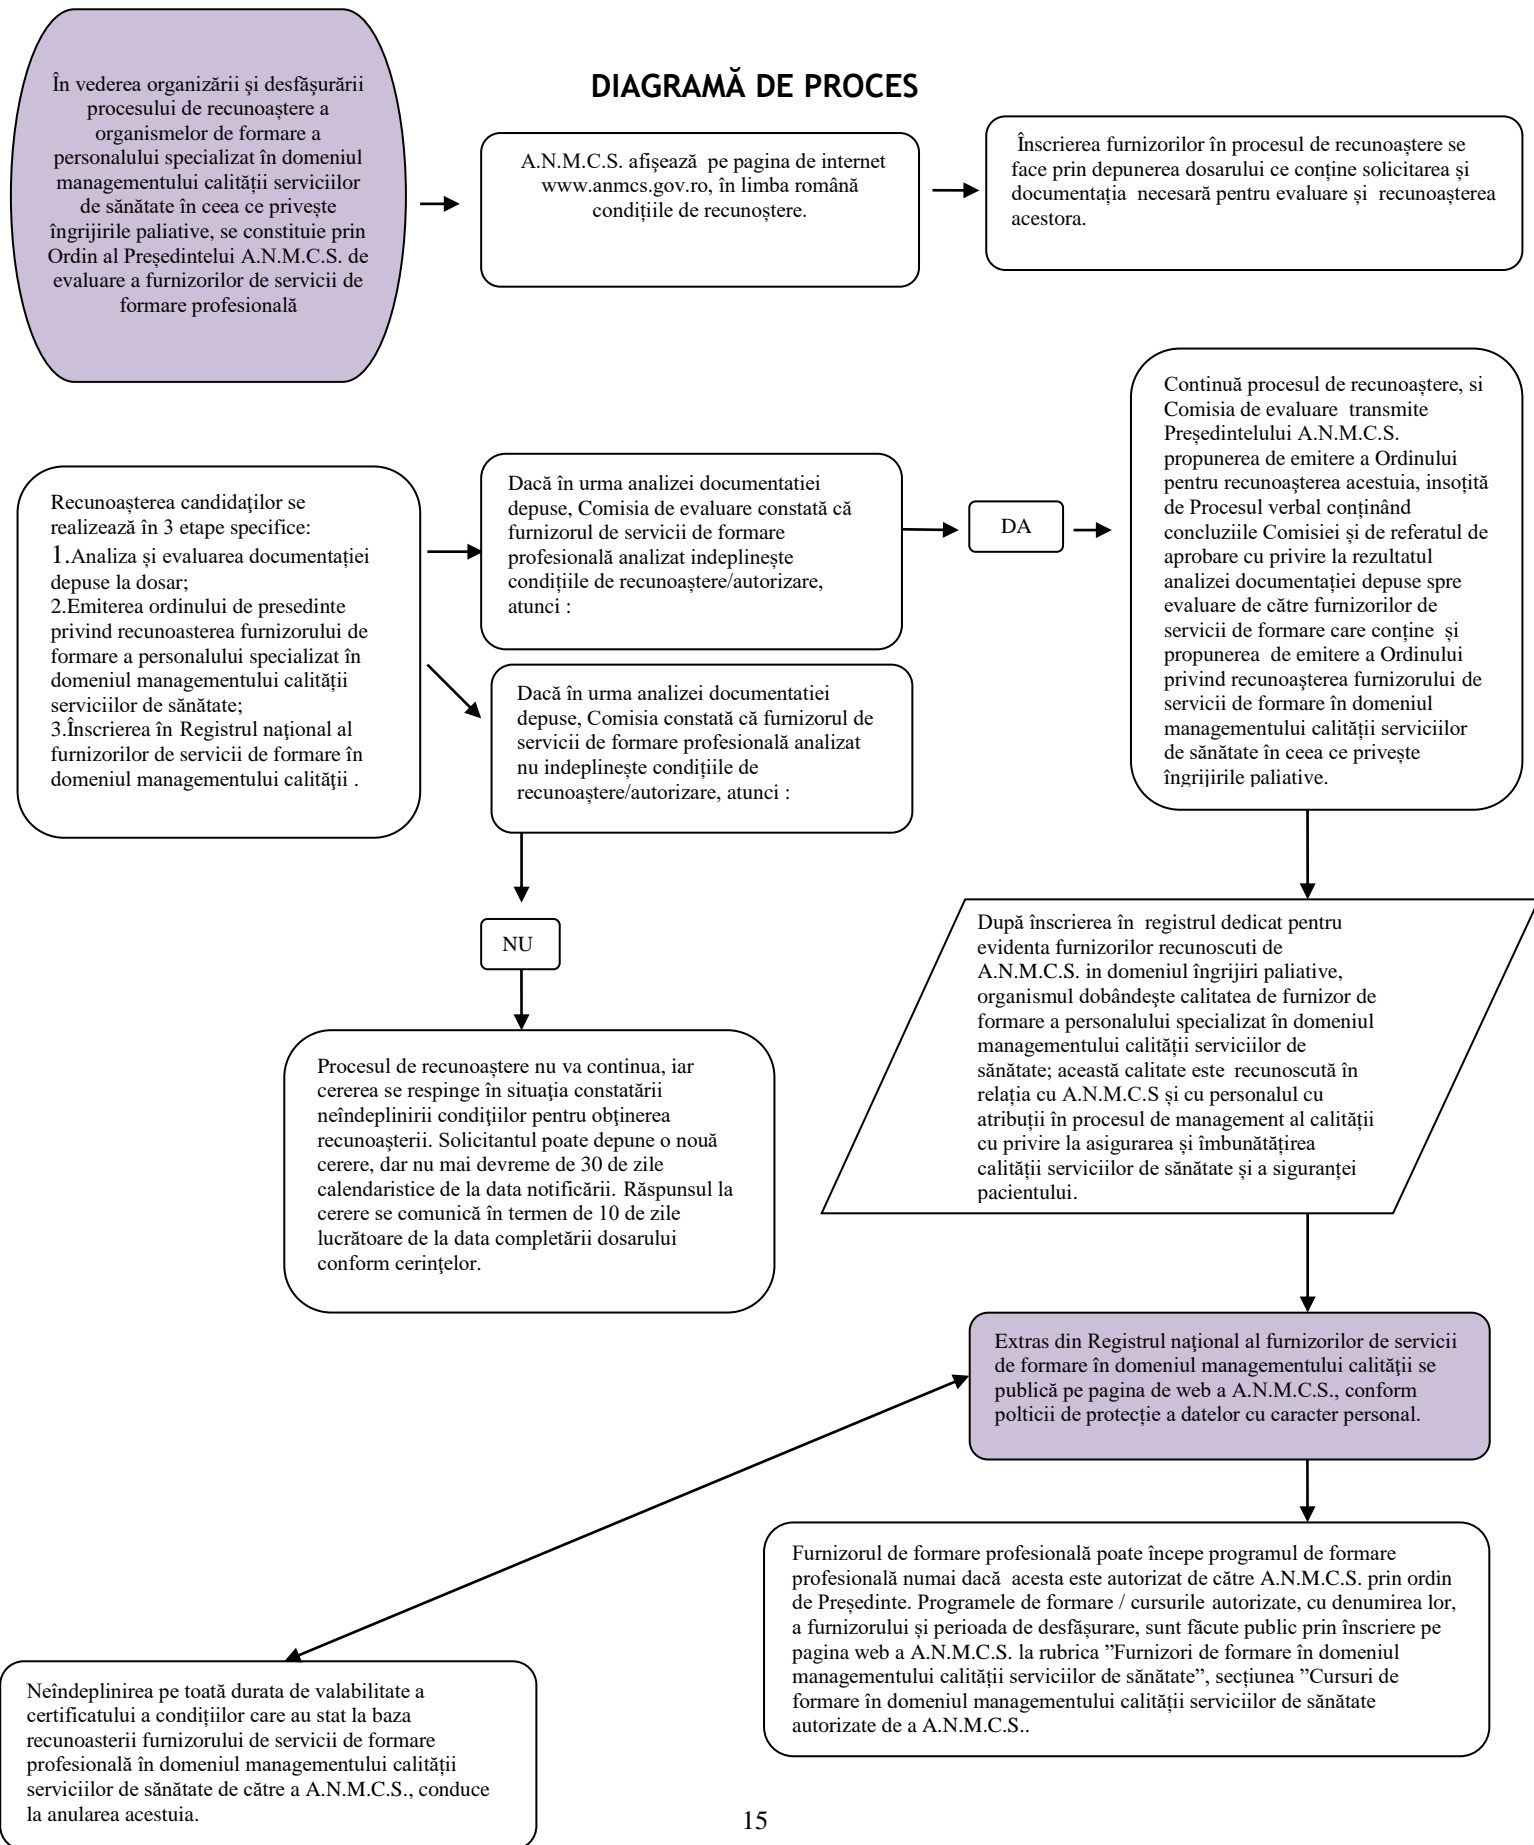 DIAGRAMĂ DE PROCES
În vederea organizării și desfăşurării
procesului de recunoaștere a
organismelor de formare a
personalului specializat în domeniul
managementului calității serviciilor
de sănătate în ceea ce privește
îngrijirile paliative, se constituie prin
Ordin al Președintelui A.N.M.C.S. de
evaluare a furnizorilor de servicii de
formare profesională
A.N.M.C.S. afișează pe pagina de internet
www.anmcs.gov.ro, în limba română
condițiile de recunoștere.
Înscrierea furnizorilor în procesul de recunoaștere se
face prin depunerea dosarului ce conține solicitarea și
documentația necesară pentru evaluare și recunoașterea
acestora.
Recunoașterea candidaţilor se
realizează în 3 etape specifice:
1.Analiza și evaluarea documentației
depuse la dosar;
2.Emiterea ordinului de presedinte
privind recunoasterea furnizorului de
formare a personalului specializat în
domeniul managementului calității
serviciilor de sănătate;
3.Înscrierea în Registrul naţional al
furnizorilor de servicii de formare în
domeniul managementului calităţii .
Dacă în urma analizei documentatiei
depuse, Comisia de evaluare constată că
furnizorul de servicii de formare
profesională analizat indeplinește
condițiile de recunoaștere/autorizare,
atunci :
DA
Continuă procesul de recunoaștere, si
Comisia de evaluare transmite
Președintelului A.N.M.C.S.
propunerea de emitere a Ordinului
pentru recunoaşterea acestuia, insoțită
de Procesul verbal conținând
concluziile Comisiei și de referatul de
aprobare cu privire la rezultatul
analizei documentației depuse spre
evaluare de către furnizorilor de
servicii de formare care conține și
propunerea de emitere a Ordinului
privind recunoaşterea furnizorului de
servicii de formare în domeniul
managementului calității serviciilor
de sănătate în ceea ce privește
îngrijirile paliative.
Dacă în urma analizei documentatiei
depuse, Comisia constată că furnizorul de
servicii de formare profesională analizat
nu indeplinește condițiile de
recunoaștere/autorizare, atunci :
NU
Procesul de recunoaștere nu va continua, iar
cererea se respinge în situaţia constatării
neîndeplinirii condiţiilor pentru obţinerea
recunoaşterii. Solicitantul poate depune o nouă
cerere, dar nu mai devreme de 30 de zile
calendaristice de la data notificării. Răspunsul la
cerere se comunică în termen de 10 de zile
lucrătoare de la data completării dosarului
conform cerinţelor.
După înscrierea în registrul dedicat pentru
evidenta furnizorilor recunoscuti de
A.N.M.C.S. in domeniul îngrijiri paliative,
organismul dobândeşte calitatea de furnizor de
formare a personalului specializat în domeniul
managementului calității serviciilor de
sănătate; această calitate este recunoscută în
relația cu A.N.M.C.S și cu personalul cu
atribuții în procesul de management al calității
cu privire la asigurarea și îmbunătățirea
calității serviciilor de sănătate și a siguranței
pacientului.
Extras din Registrul naţional al furnizorilor de servicii
de formare în domeniul managementului calităţii se
publică pe pagina de web a A.N.M.C.S., conform
polticii de protecție a datelor cu caracter personal.
Furnizorul de formare profesională poate începe programul de formare
profesională numai dacă acesta este autorizat de către A.N.M.C.S. prin ordin
de Președinte. Programele de formare / cursurile autorizate, cu denumirea lor,
a furnizorului și perioada de desfășurare, sunt făcute public prin înscriere pe
pagina web a A.N.M.C.S. la rubrica ”Furnizori de formare în domeniul
managementului calității serviciilor de sănătate”, secțiunea ”Cursuri de
formare în domeniul managementului calității serviciilor de sănătate
autorizate de a A.N.M.C.S..
Neîndeplinirea pe toată durata de valabilitate a
certificatului a condițiilor care au stat la baza
recunoasterii furnizorului de servicii de formare
profesională în domeniul managementului calității
serviciilor de sănătate de către a A.N.M.C.S., conduce
la anularea acestuia.
15